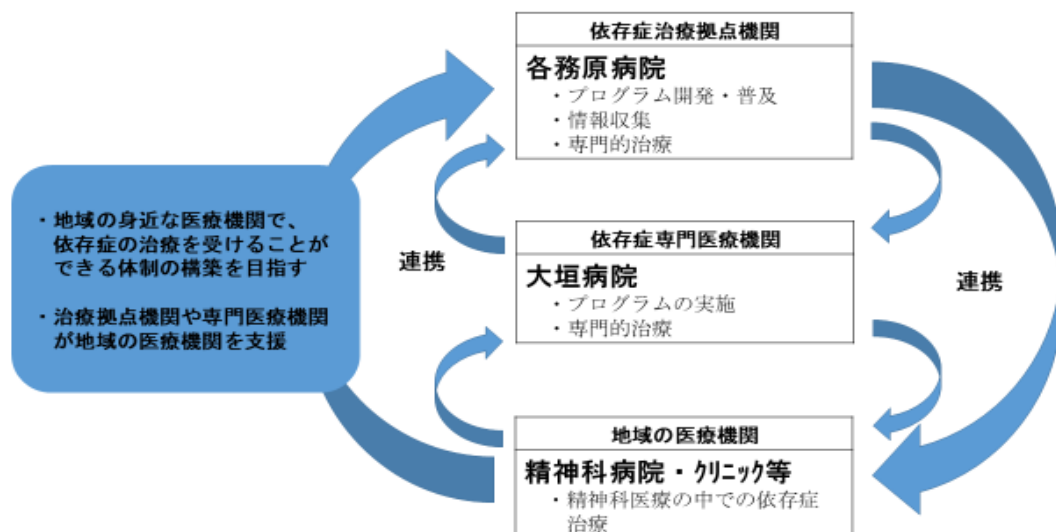 依存症治療拠点機関
各務原病院
・プログラム開発・普及
・情報収集
・専門的治療
・地域の身近な医療機関で、
依存症の治療を受けることが
できる体制の構築を目指す
・治療拠点機関や専門医療機関
が地域の医療機関を支援
連携
依存症専門医療機関
大垣病院
・プログラムの実施
・専門的治療
連携
地域の医療機関
精神科病院・ｸﾘﾆｯｸ等
・精神科医療の中での依存症
治療